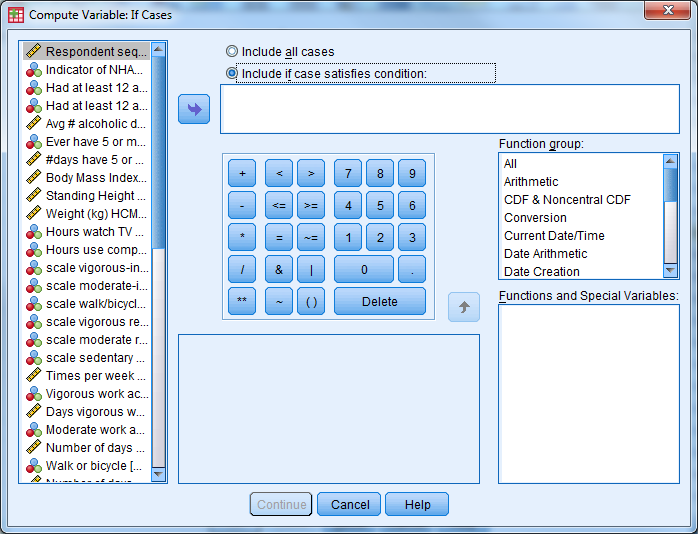 Compute Variable: If Cases
Respondent seq...
Indicator of NHA...
Had at least 12 a...
Had at least 12 a...
Avg # alcoholic d...
Ever have 5 or m...
#days have 5 or ...
Body Mass Index...
Standing Height ...
Weight (kg) HCM...
Hours watch TV ...
Hours use comp...
scale vigorous-in...
scale moderate-i...
scale walk/bicycl...
scale vigorous re...
scale moderate r...
scale sedentary ...
Times per week ...
Vigorous work ac...
Days vigorous w...
Moderate work a...
Number of days ...
Walk or bicycle [...
Number of days ...
Include all cases
Include if case satisfies condition:
+ < > 7 8 9
- <= >= 4 5 6
* = ~= 1 2 3
/ & | 0 .
** ~ ( ) Delete
Function group:
All
Arithmetic
CDF & Noncentral CDF
Conversion
Current Date/Time
Date Arithmetic
Date Creation
Functions and Special Variables:
Continue Cancel Help